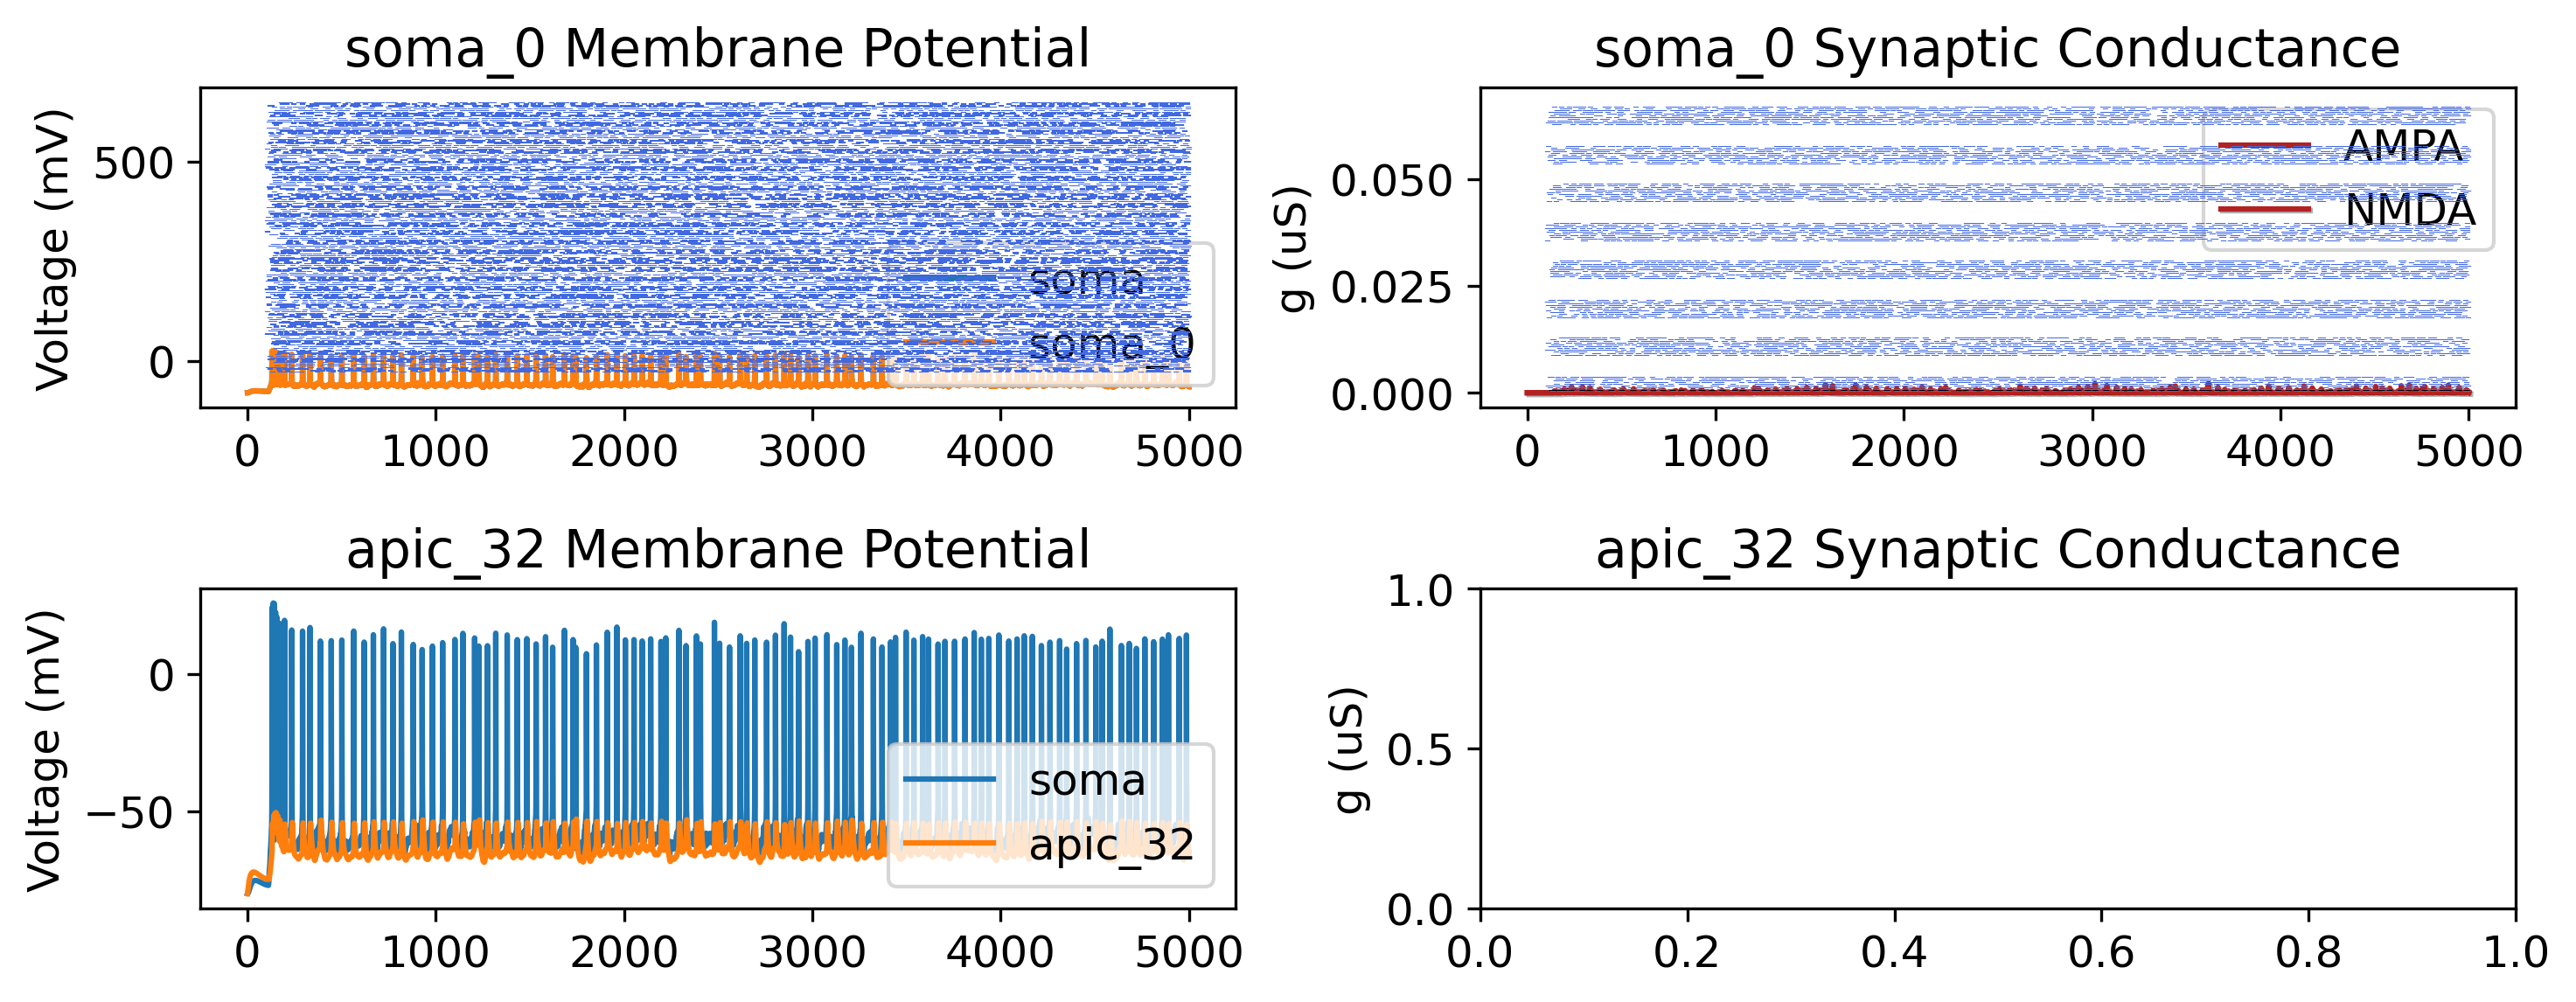 soma_0 Membrane Potential
Voltage (mV)
500
0
soma
soma_0
0 1000 2000 3000 4000 5000
soma_0 Synaptic Conductance
g (uS)
0.050
0.025
0.000
AMPA
NMDA
0 1000 2000 3000 4000 5000
apic_32 Membrane Potential
Voltage (mV)
0
−50
soma
apic_32
0 1000 2000 3000 4000 5000
apic_32 Synaptic Conductance
g (uS)
1.0
0.5
0.0
0.0 0.2 0.4 0.6 0.8 1.0